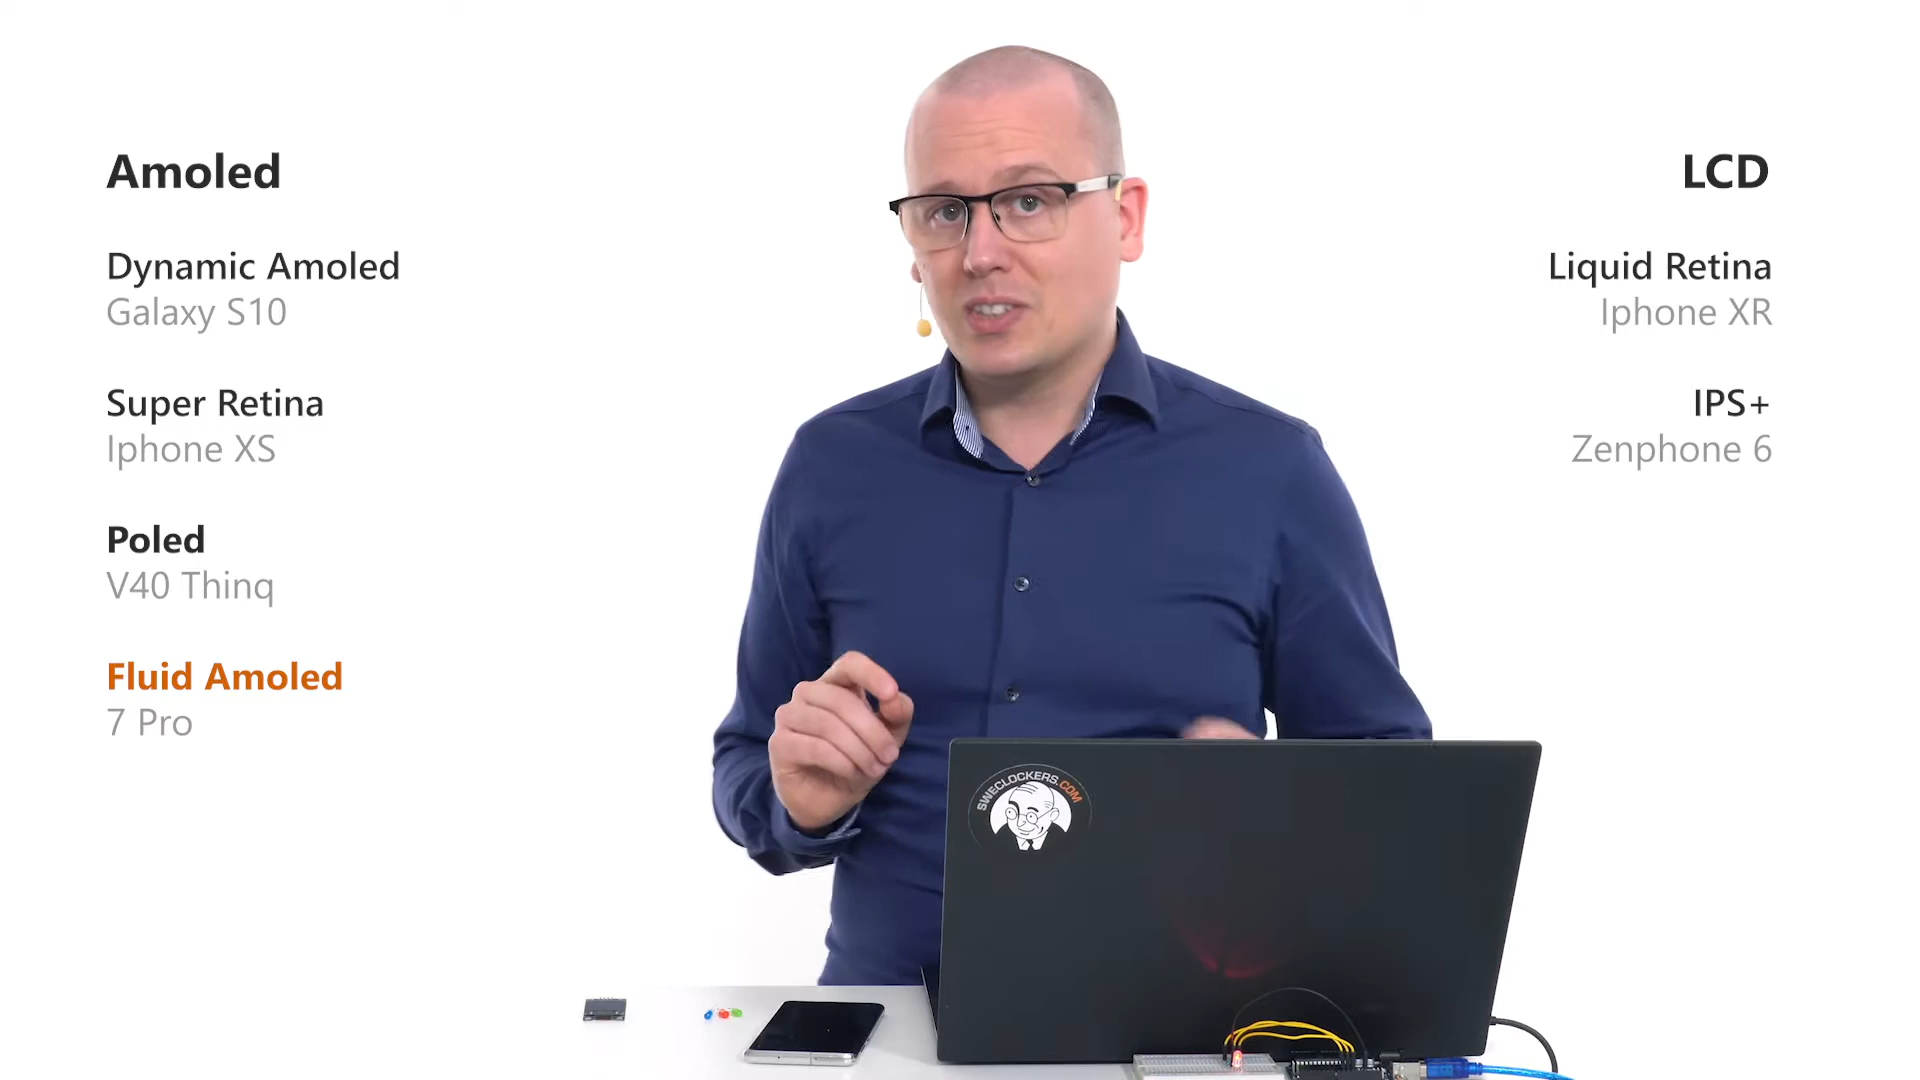 Amoled
Dynamic Amoled
Galaxy S10
Super Retina
Iphone XS
Poled
V40 Thinq
Fluid Amoled
7 Pro
LCD
Liquid Retina
Iphone XR
IPS+
Zenphone 6
SWECLOCKERS.COM